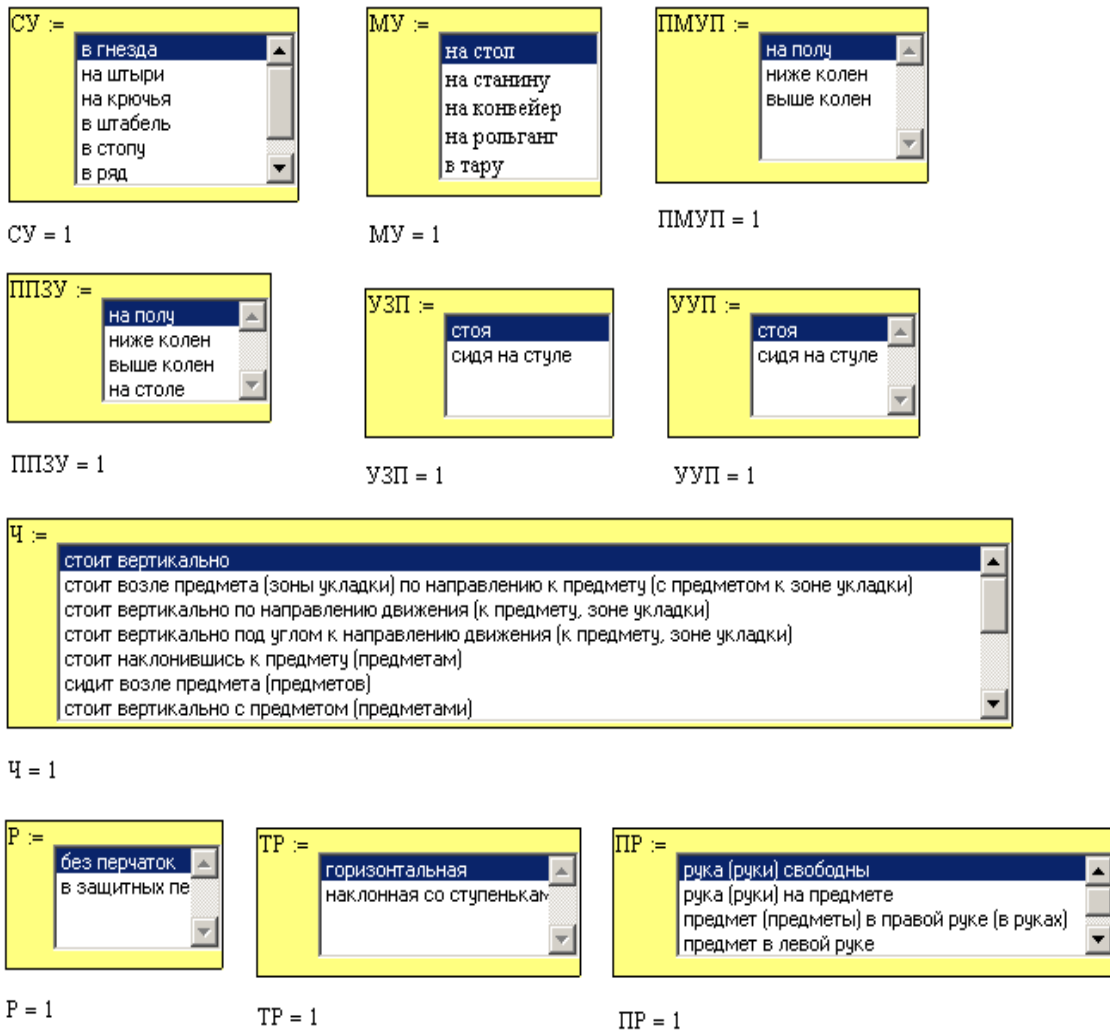 СУ :=
в гнезда
на штыри
на крючья
в штабель
в стопу
в ряд
СУ = 1
МУ :=
на стол
на станину
на конвейер
на рольганг
в тару
МУ = 1
ПМУП :=
на полу
ниже колен
выше колен
ПМУП = 1
ППЗУ :=
на полу
ниже колен
выше колен
на столе
ППЗУ = 1
УЗП :=
стоя
сидя на стуле
УЗП = 1
УУП :=
стоя
сидя на стуле
УУП = 1
Ч :=
стоит вертикально
стоит возле предмета (зоны укладки) по направлению к предмету (с предметом к зоне укладки)
стоит вертикально по направлению движения (к предмету, зоне укладки)
стоит вертикально под углом к направлению движения (к предмету, зоне укладки)
стоит наклонившись к предмету (предметам)
сидит возле предмета (предметов)
стоит вертикально с предметом (предметами)
Ч = 1
Р :=
без перчаток
в защитных пе
Р = 1
ТР :=
горизонтальная
наклонная со ступенькам
ТР = 1
ПР :=
рука (руки) свободны
рука (руки) на предмете
предмет (предметы) в правой руке (в руках)
предмет в левой руке
ПР = 1